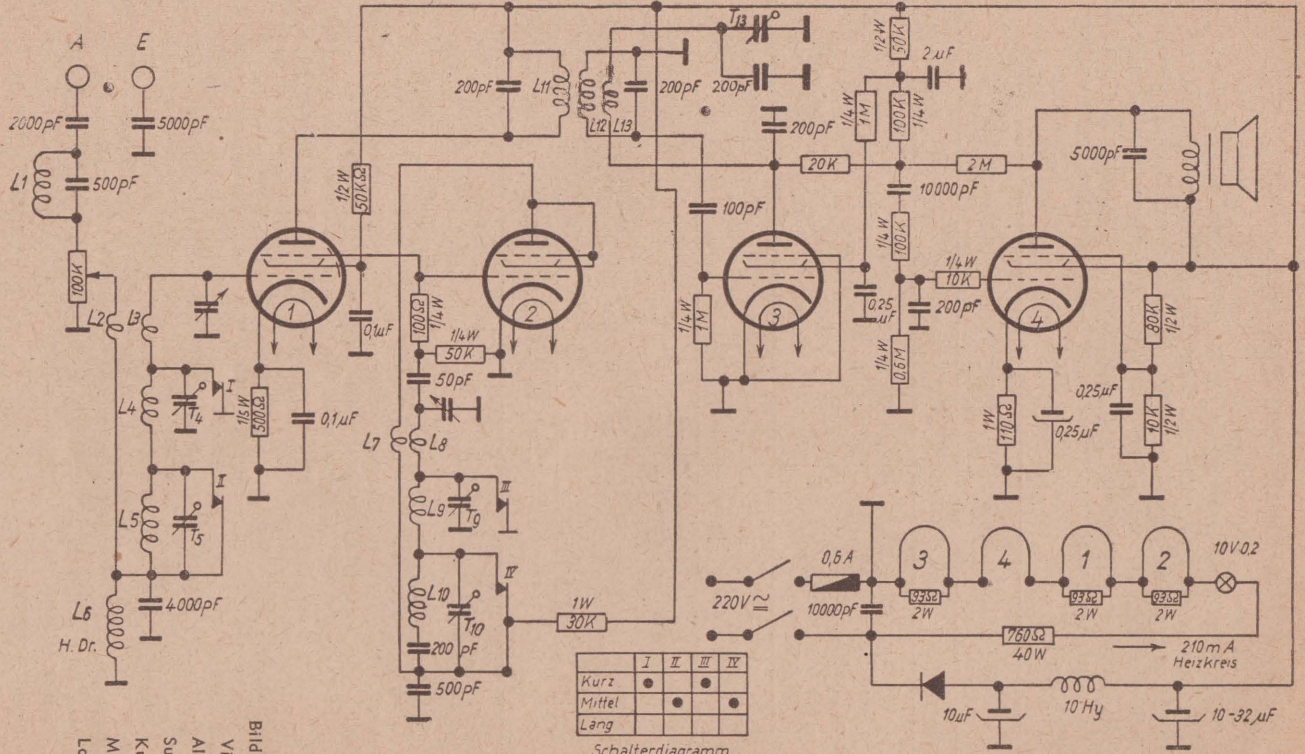 A
E
2000pF
5000pF
L1
500pF
100K
L2
L3
L4
T4
I
L5
T5
II
L6
H. Dr.
4000pF
1
1/5W
500Ω
0,1µF
1/2W
50KΩ
0,1µF
200pF
L11
L12
L13
200pF
T13
200pF
2
100Ω
1/4W
1/4W
50K
50pF
L7
L8
L9
T9
III
L10
T10
IV
200pF
500pF
1W
30K
100pF
1/4W
1M
3
200pF
20K
1/4W
1M
1/2W
50K
2µF
100K
1/4W
2M
10000pF
1/4W
100K
1/4W
10K
200pF
0,25
µF
1/4W
0,6M
4
5000pF
80K
1/2W
10K
1/2W
0,25µF
1W
110Ω
0,25µF
220V
0,6A
10000pF
3
93Ω
2W
4
1
93Ω
2W
2
93Ω
2W
10V-0,2
760Ω
40W
210mA
Heizkreis
10µF
10Hy
10-32µF
I II III IV
Kurz
Mittel
Lang
Schalterdiagramm
Bild